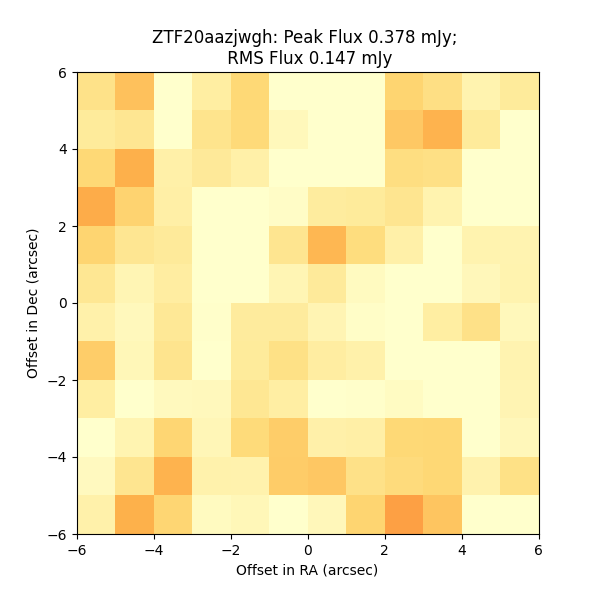 ZTF20aazjwgh: Peak Flux 0.378 mJy;
RMS Flux 0.147 mJy
6
4
2
0
−2
−4
−6
Offset in Dec (arcsec)
−6 −4 −2 0 2 4 6
Offset in RA (arcsec)